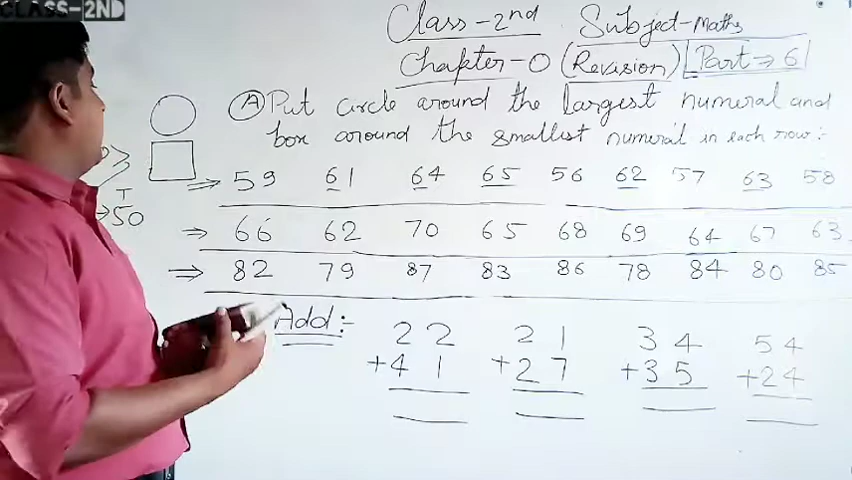 CLASS-2ND
Class-2nd Subject-Maths
Chapter-0 (Revision) Part→6
(A) Put circle around the largest numeral and
box around the smallest numeral in each row:-
T
→50
⇒ 59 61 64 65 56 62 57 63 58
⇒ 66 62 70 65 68 69 64 67 63
⇒ 82 79 87 83 86 78 84 80 85
Add:-
22 21 34 54
+41 +27 +35 +24